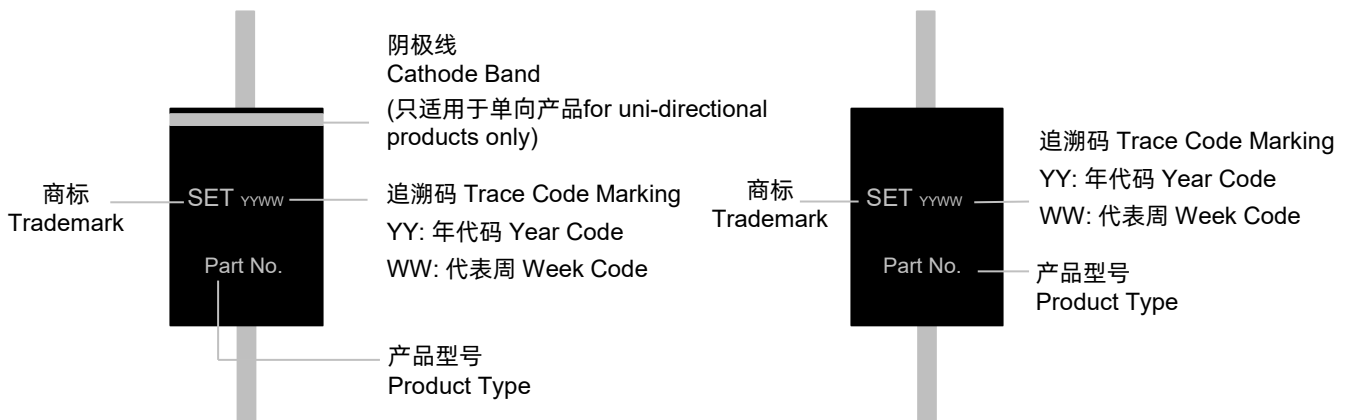 阴极线
Cathode Band
(只适用于单向产品for uni-directional
products only)
商标
Trademark
SET YYWW
追溯码 Trace Code Marking
YY: 年代码 Year Code
WW: 代表周 Week Code
Part No.
产品型号
Product Type
商标
Trademark
SET YYWW
追溯码 Trace Code Marking
YY: 年代码 Year Code
WW: 代表周 Week Code
Part No.
产品型号
Product Type